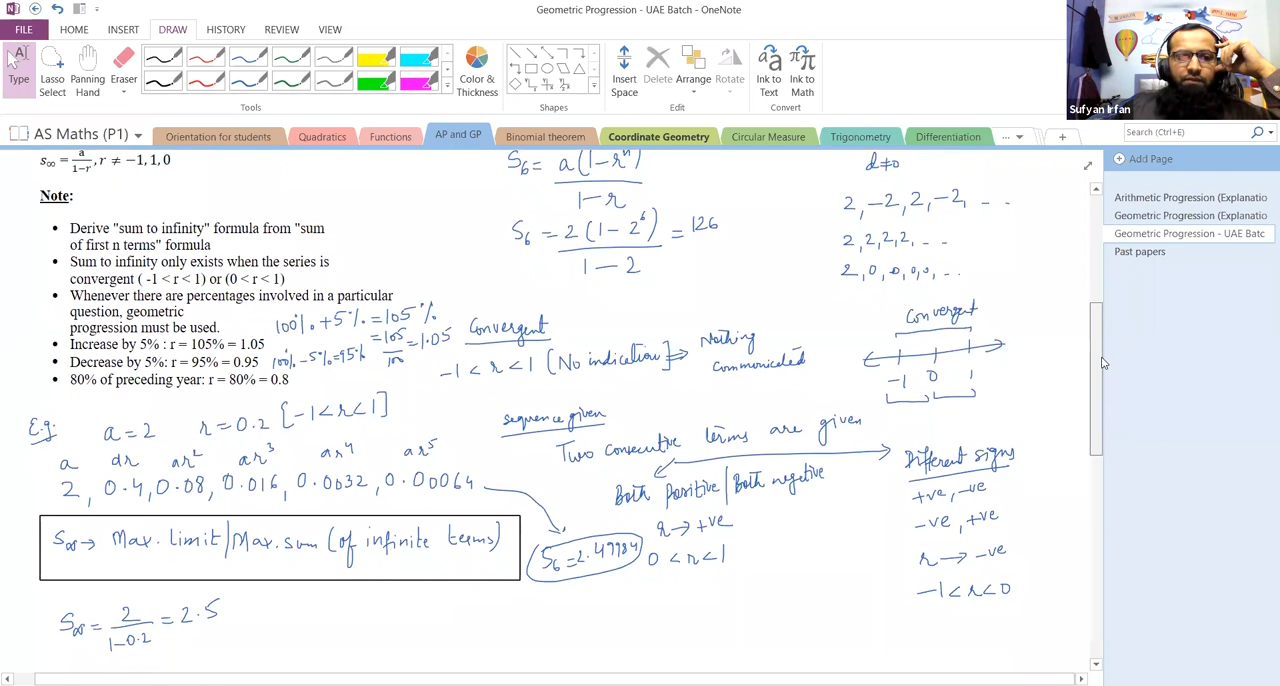 Geometric Progression - UAE Batch - OneNote
FILE HOME INSERT DRAW HISTORY REVIEW VIEW
Type Lasso Select Panning Hand Eraser Color & Thickness Insert Space Delete Arrange Rotate Ink to Text Ink to Math
Tools Shapes Edit Convert
Sufyan Irfan
AS Maths (P1) Orientation for students Quadratics Functions AP and GP Binomial theorem Coordinate Geometry Circular Measure Trigonometry Differentiation ... Search (Ctrl+E)
Add Page
Arithmetic Progression (Explanatio
Geometric Progression (Explanatio
Geometric Progression - UAE Batc
Past papers
s∞ = a/(1-r), r ≠ −1, 1, 0
Note:
• Derive "sum to infinity" formula from "sum
of first n terms" formula
• Sum to infinity only exists when the series is
convergent ( -1 < r < 1) or (0 < r < 1)
• Whenever there are percentages involved in a particular
question, geometric
progression must be used.
• Increase by 5% : r = 105% = 1.05
• Decrease by 5%: r = 95% = 0.95
• 80% of preceding year: r = 80% = 0.8
100% + 5% = 105%
= 105/100 = 1.05
100% - 5% = 95%
S6 = a(1-r^n)/(1-r)
S6 = 2(1-2^6)/(1-2) = 126
d≠0
2, -2, 2, -2, - -
2, 2, 2, 2, - -
2, 0, 0, 0, 0, - -
Convergent
-1 < r < 1 (No indication) ⇒ Nothing
communicated
Convergent
-1 0 1
E.g:
a = 2 r = 0.2 [-1 < r < 1]
a ar ar² ar³ ar⁴ ar⁵
2, 0.4, 0.08, 0.016, 0.0032, 0.00064
S∞ → Max. limit/Max. sum (of infinite terms)
S6 = 2.49984
S∞ = 2/(1-0.2) = 2.5
sequence given
Two consecutive terms are given
Both Positive/Both negative
r → +ve
0 < r < 1
Different signs
+ve, -ve
-ve, +ve
r → -ve
-1 < r < 0